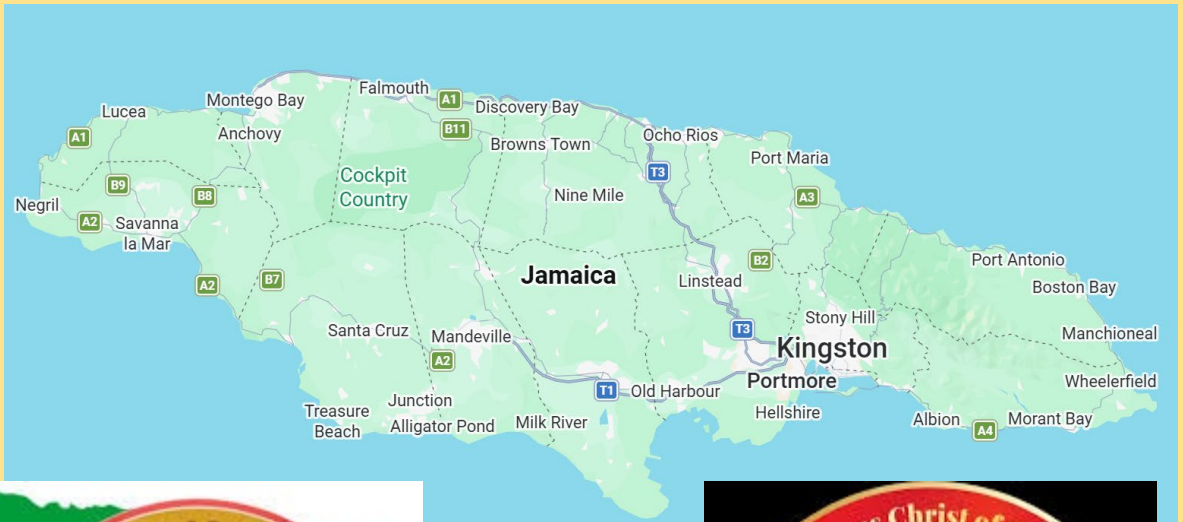 Falmouth
A1
Montego Bay
Discovery Bay
Lucea
B11
A1
Anchovy
Ocho Rios
Browns Town
Port Maria
T3
Cockpit
Country
B9
B8
Nine Mile
A3
Negril
A2
Savanna
la Mar
B2
Port Antonio
Jamaica
Linstead
A2
B7
Boston Bay
Stony Hill
Santa Cruz
Mandeville
T3
Manchioneal
Kingston
A2
Portmore
Wheelerfield
T1
Old Harbour
Junction
Treasure
Beach
Alligator Pond
Milk River
Hellshire
Albion
A4
Morant Bay
Christ of